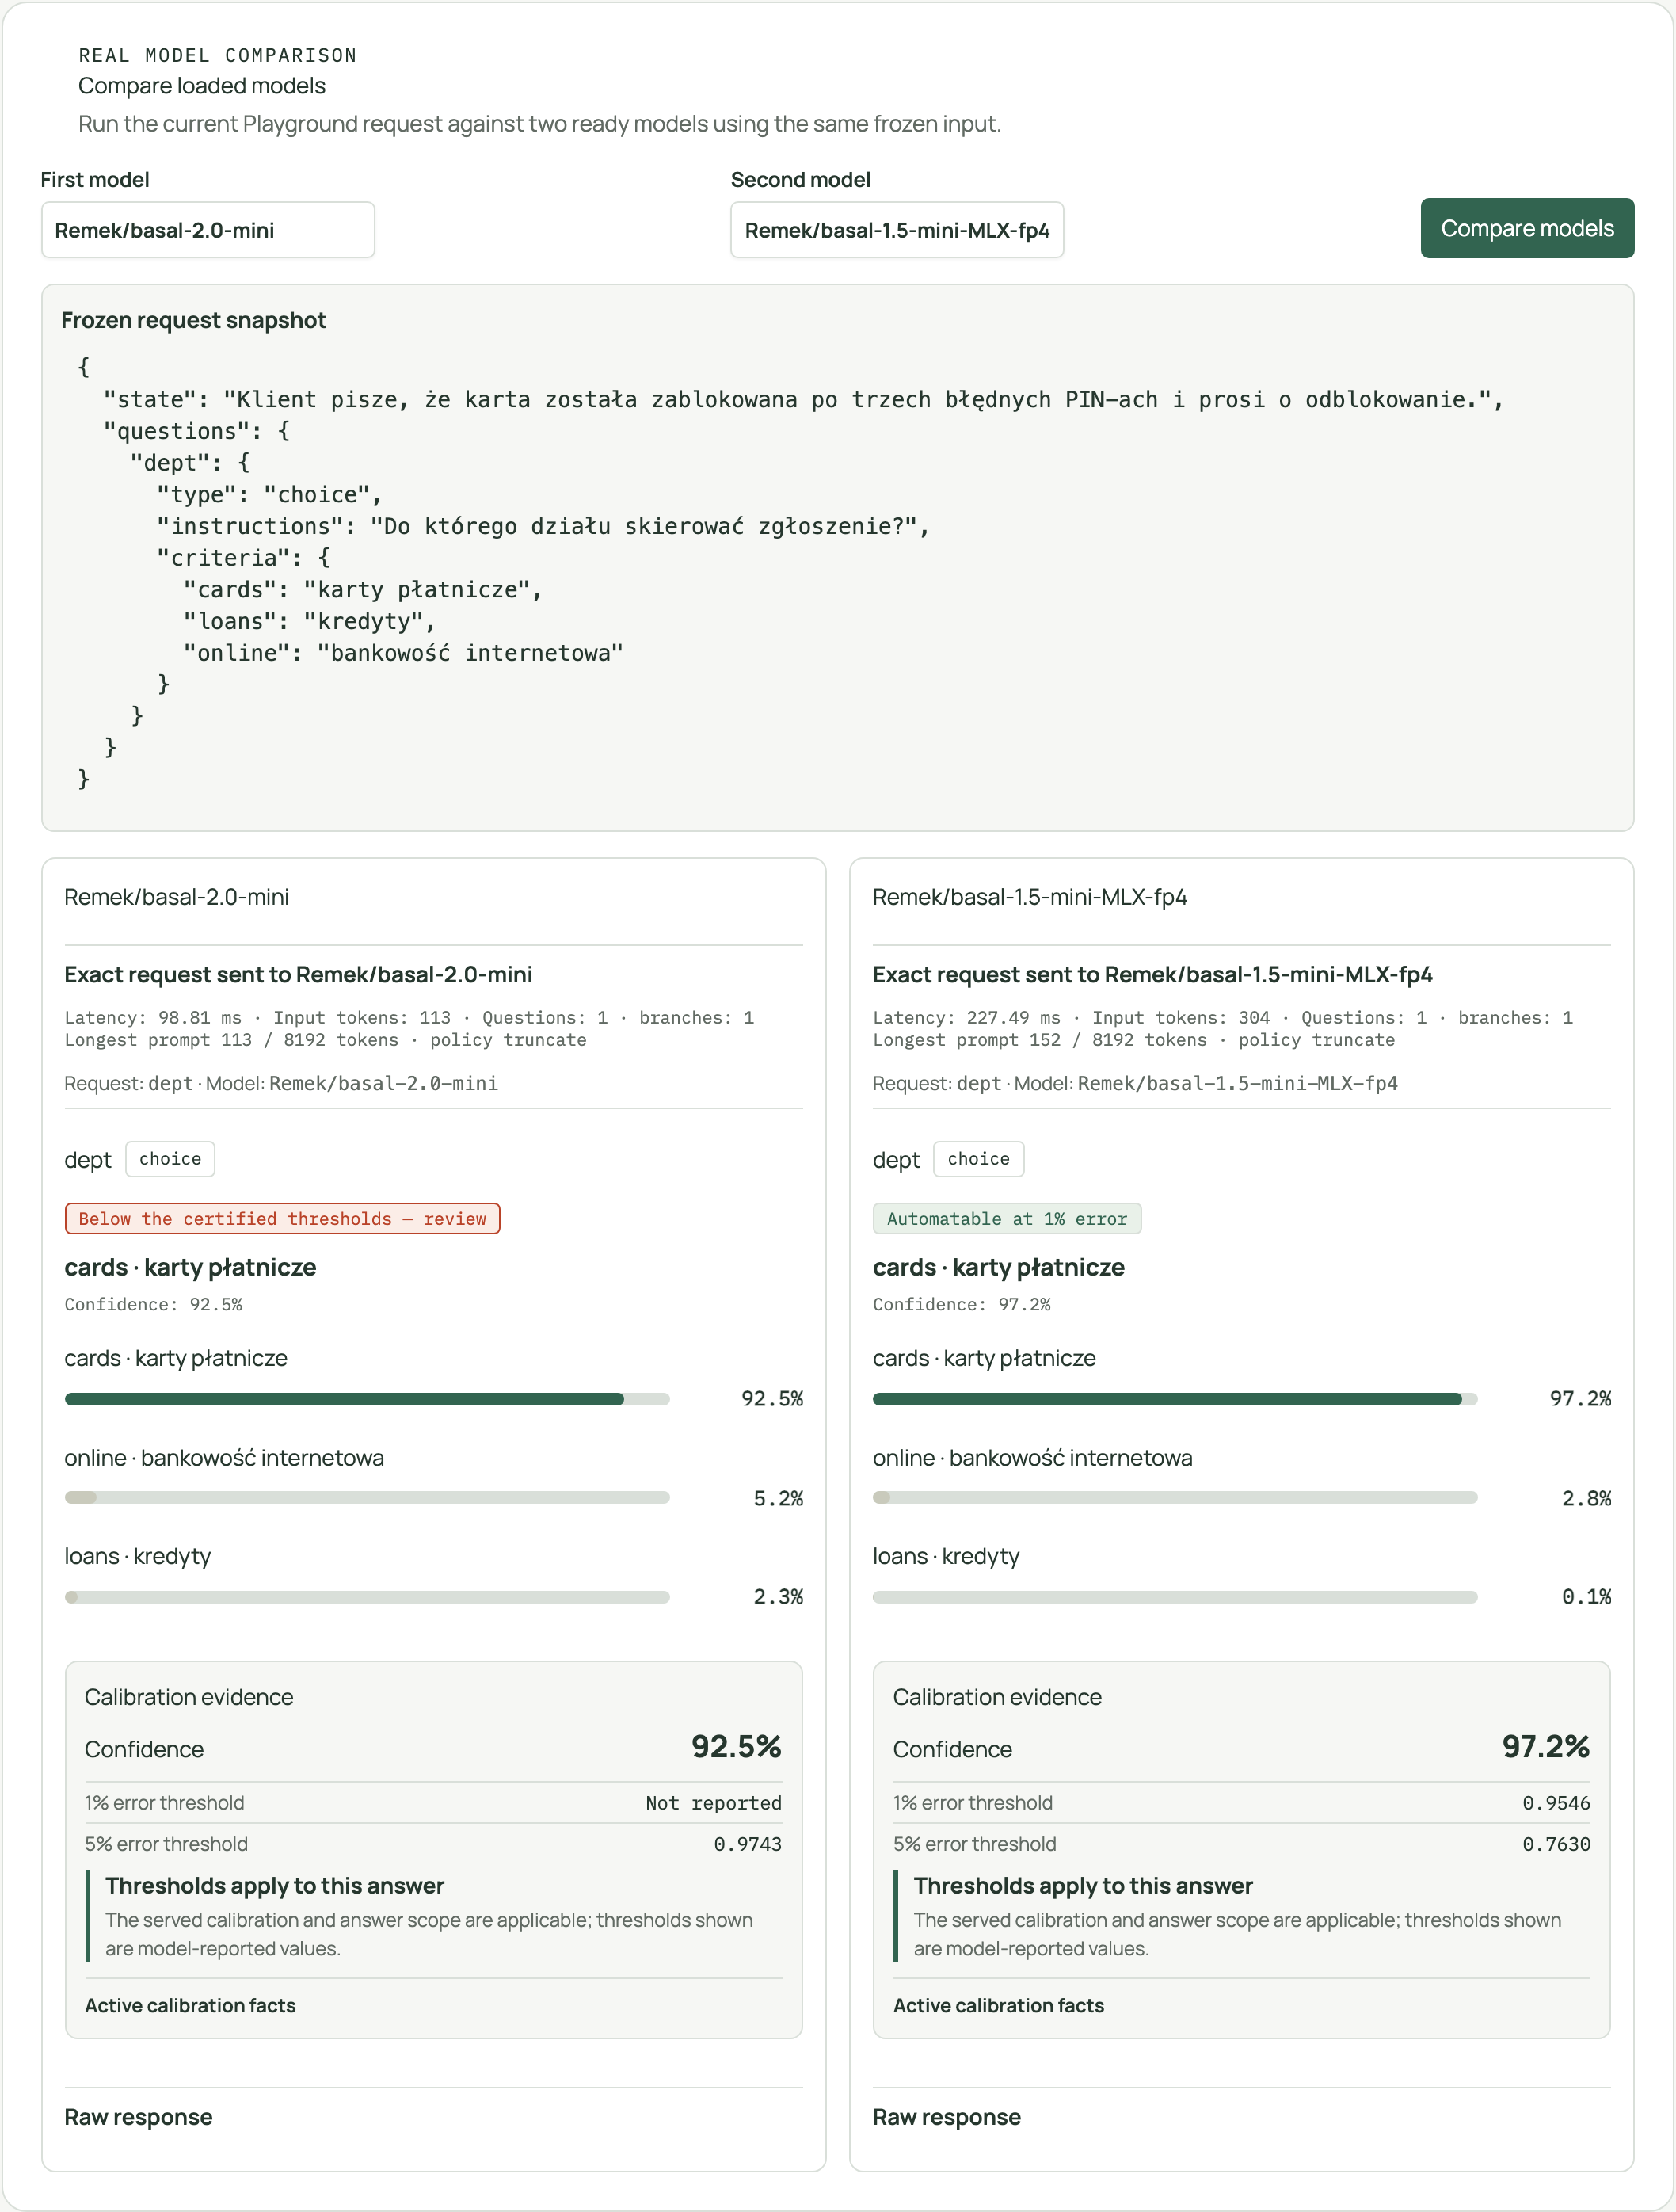 REAL MODEL COMPARISON
Compare loaded models
Run the current Playground request against two ready models using the same frozen input.
First model
Remek/basal-2.0-mini
Second model
Remek/basal-1.5-mini-MLX-fp4
Compare models
Frozen request snapshot
{
  "state": "Klient pisze, że karta została zablokowana po trzech błędnych PIN-ach i prosi o odblokowanie.",
  "questions": {
    "dept": {
      "type": "choice",
      "instructions": "Do którego działu skierować zgłoszenie?",
      "criteria": {
        "cards": "karty płatnicze",
        "loans": "kredyty",
        "online": "bankowość internetowa"
      }
    }
  }
}
Remek/basal-2.0-mini
Exact request sent to Remek/basal-2.0-mini
Latency: 98.81 ms · Input tokens: 113 · Questions: 1 · branches: 1
Longest prompt 113 / 8192 tokens · policy truncate
Request: dept · Model: Remek/basal-2.0-mini
dept choice
Below the certified thresholds — review
cards · karty płatnicze
Confidence: 92.5%
cards · karty płatnicze
92.5%
online · bankowość internetowa
5.2%
loans · kredyty
2.3%
Calibration evidence
Confidence 92.5%
1% error threshold Not reported
5% error threshold 0.9743
Thresholds apply to this answer
The served calibration and answer scope are applicable; thresholds shown
are model-reported values.
Active calibration facts
Raw response
Remek/basal-1.5-mini-MLX-fp4
Exact request sent to Remek/basal-1.5-mini-MLX-fp4
Latency: 227.49 ms · Input tokens: 304 · Questions: 1 · branches: 1
Longest prompt 152 / 8192 tokens · policy truncate
Request: dept · Model: Remek/basal-1.5-mini-MLX-fp4
dept choice
Automatable at 1% error
cards · karty płatnicze
Confidence: 97.2%
cards · karty płatnicze
97.2%
online · bankowość internetowa
2.8%
loans · kredyty
0.1%
Calibration evidence
Confidence 97.2%
1% error threshold 0.9546
5% error threshold 0.7630
Thresholds apply to this answer
The served calibration and answer scope are applicable; thresholds shown
are model-reported values.
Active calibration facts
Raw response